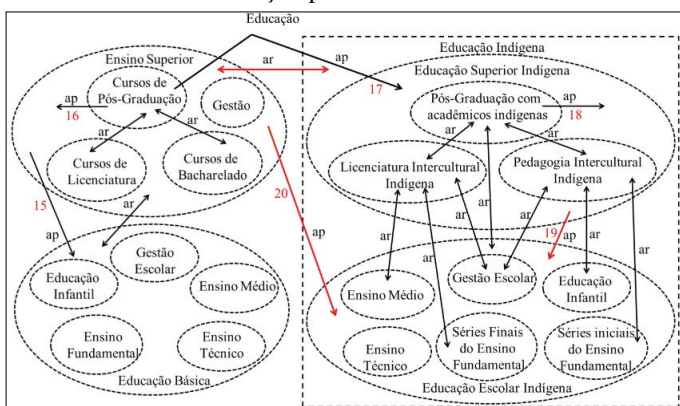 Educação
Ensino Superior
Cursos de
Pós-Graduação
Gestão
ap
16
ar
ar
Cursos de
Licenciatura
Cursos de
Bacharelado
15
ap
ar
Gestão
Escolar
Educação
Infantil
Ensino Médio
Ensino
Fundamental
Ensino
Técnico
Educação Básica
ar
ap
17
20
ap
Educação Indígena
Educação Superior Indígena
Pós-Graduação com
acadêmicos indígenas
ap
18
ar
ar
Licenciatura Intercultural
Indígena
Pedagogia Intercultural
Indígena
ar
ar
ar
ar
ar
19
ap
ar
ar
Ensino Médio
Gestão Escolar
Educação
Infantil
Ensino
Técnico
Séries Finais
do Ensino
Fundamental
Séries iniciais
do Ensino
Fundamental
Educação Escolar Indígena